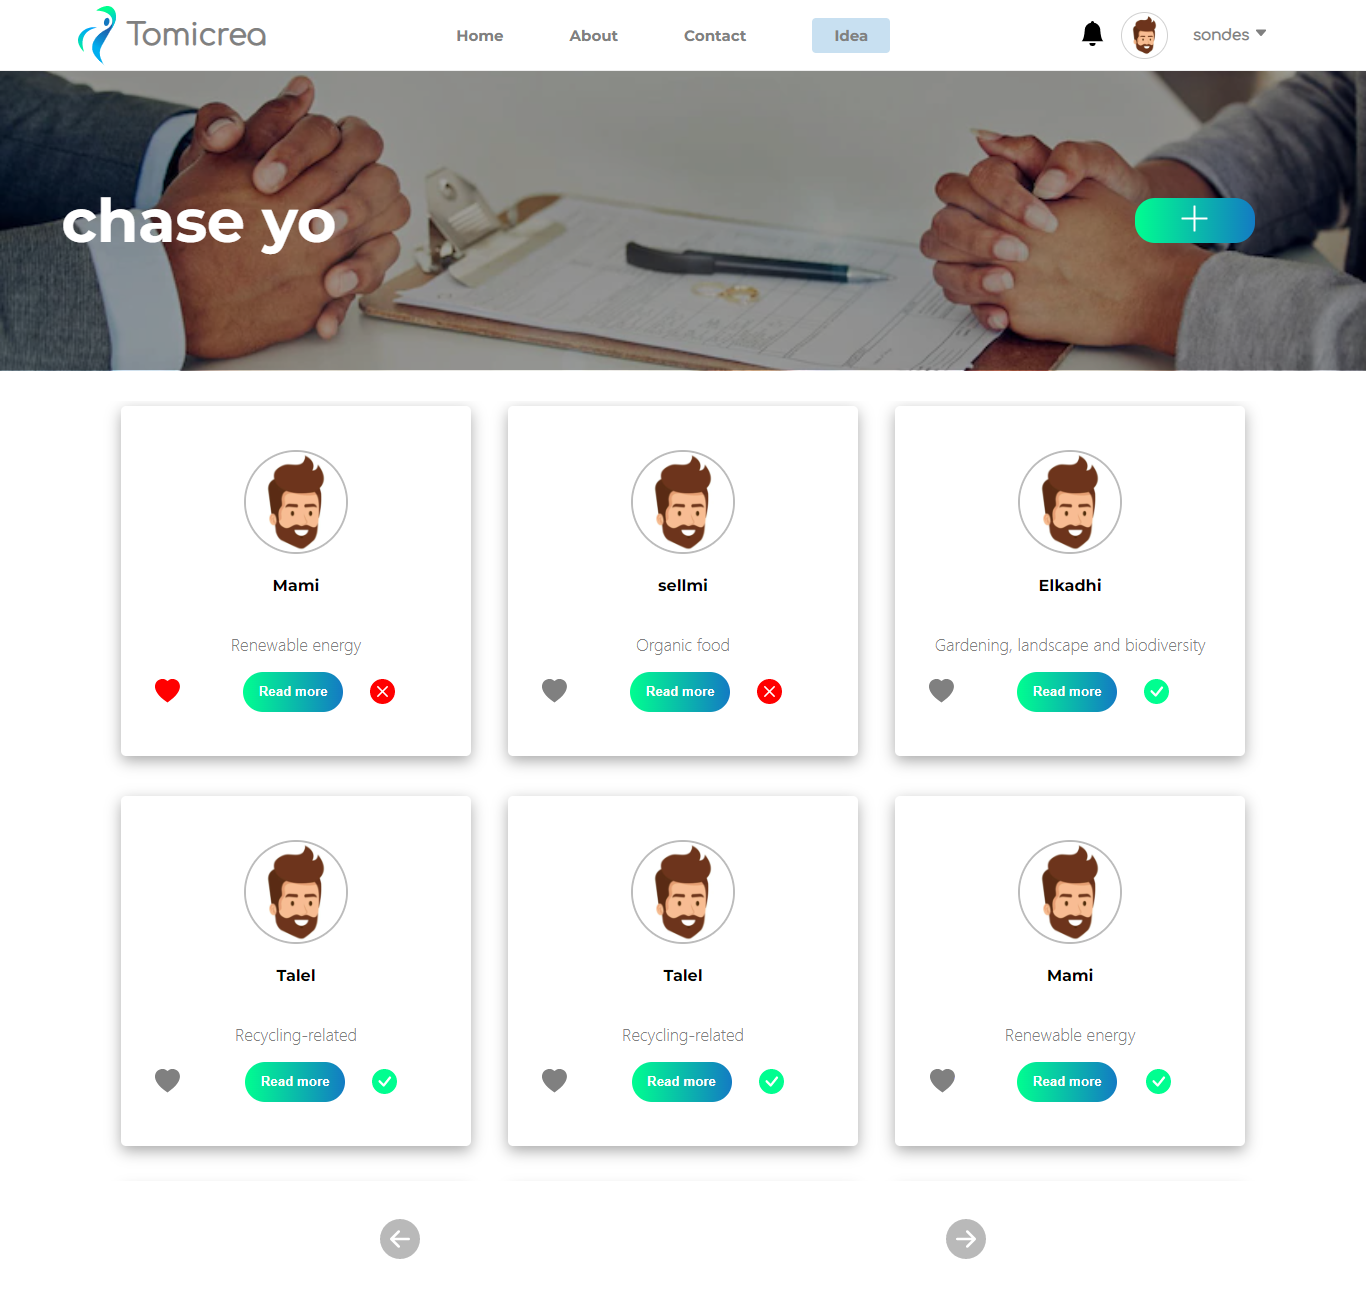 Tomicrea
Home About Contact Idea
sondes
chase yo
Mami
sellmi
Elkadhi
Renewable energy
Organic food
Gardening, landscape and biodiversity
Read more
Read more
Read more
Talel
Talel
Mami
Recycling-related
Recycling-related
Renewable energy
Read more
Read more
Read more